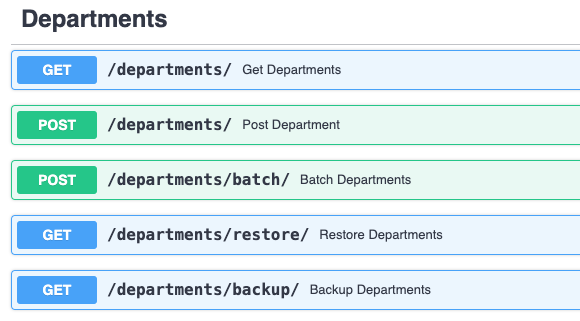 Departments
GET /departments/ Get Departments
POST /departments/ Post Department
POST /departments/batch/ Batch Departments
GET /departments/restore/ Restore Departments
GET /departments/backup/ Backup Departments